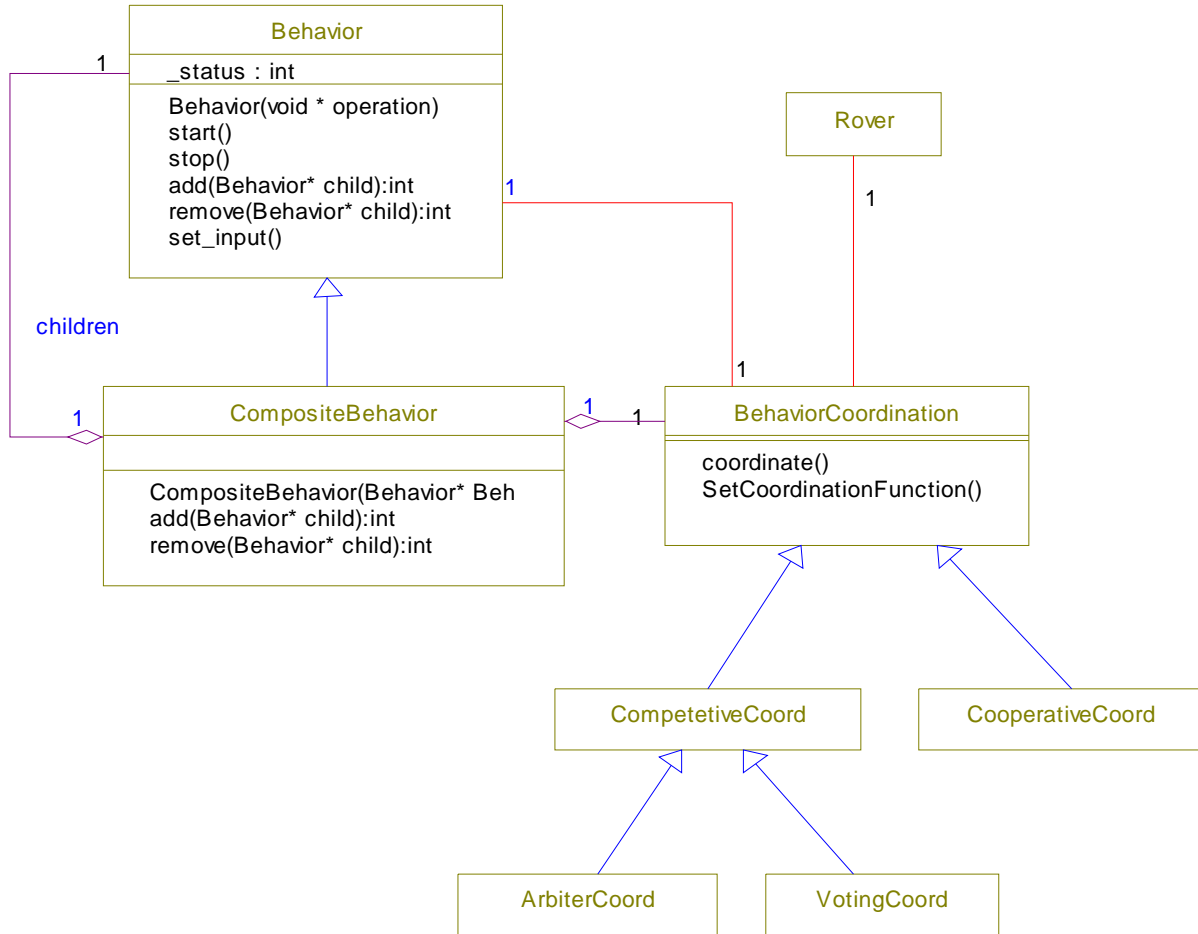 Behavior
1
_status : int
Behavior(void * operation)
start()
stop()
add(Behavior* child):int
remove(Behavior* child):int
set_input()
1
Rover
1
children
1
1
CompositeBehavior
CompositeBehavior(Behavior* Beh
add(Behavior* child):int
remove(Behavior* child):int
1
1
BehaviorCoordination
coordinate()
SetCoordinationFunction()
CompetetiveCoord
CooperativeCoord
ArbiterCoord
VotingCoord